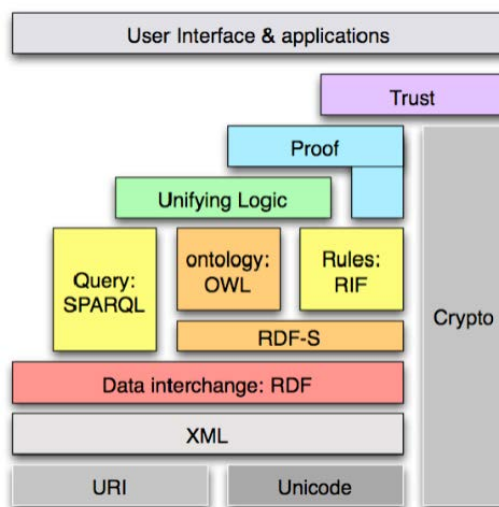 User Interface & applications
Trust
Proof
Unifying Logic
Query:
SPARQL
ontology:
OWL
Rules:
RIF
Crypto
RDF-S
Data interchange: RDF
XML
URI
Unicode